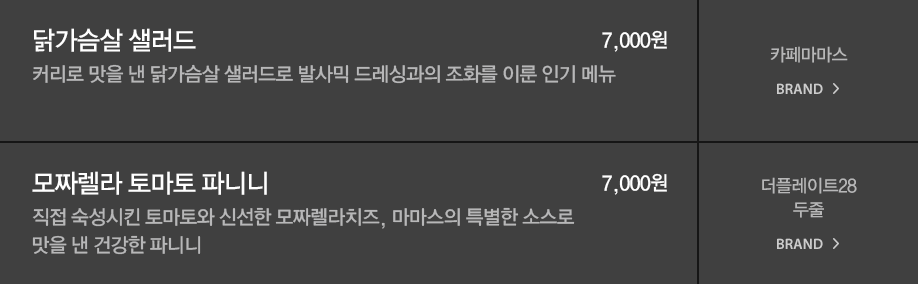 닭가슴살 샐러드 7,000원
커리로 맛을 낸 닭가슴살 샐러드로 발사믹 드레싱과의 조화를 이룬 인기 메뉴
카페마마스
BRAND >
모짜렐라 토마토 파니니 7,000원
직접 숙성시킨 토마토와 신선한 모짜렐라치즈, 마마스의 특별한 소스로
맛을 낸 건강한 파니니
더플레이트28
두줄
BRAND >